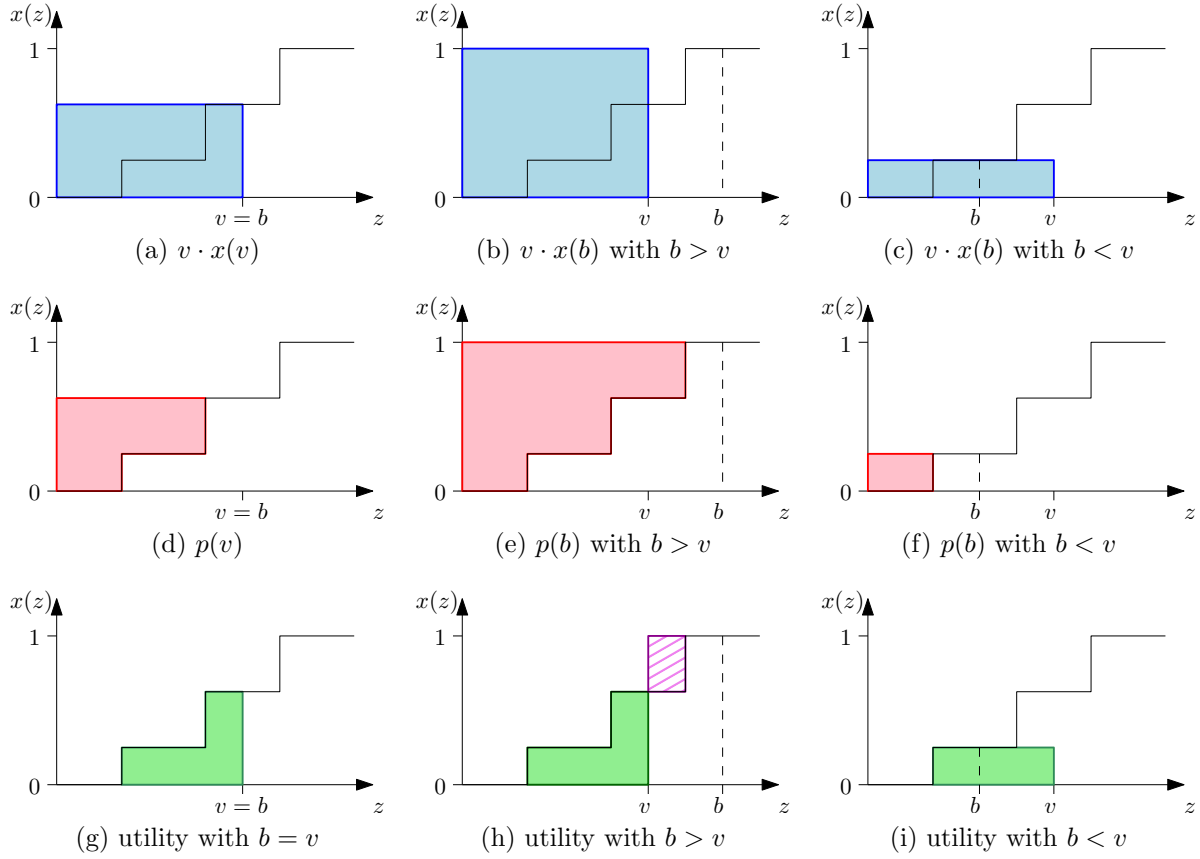 x(z) x(z) x(z)
1 1 1
0 0 0
v = b z v b z b v z
(a) v · x(v) (b) v · x(b) with b > v (c) v · x(b) with b < v
x(z) x(z) x(z)
1 1 1
0 0 0
v = b z v b z b v z
(d) p(v) (e) p(b) with b > v (f) p(b) with b < v
x(z) x(z) x(z)
1 1 1
0 0 0
v = b z v b z b v z
(g) utility with b = v (h) utility with b > v (i) utility with b < v